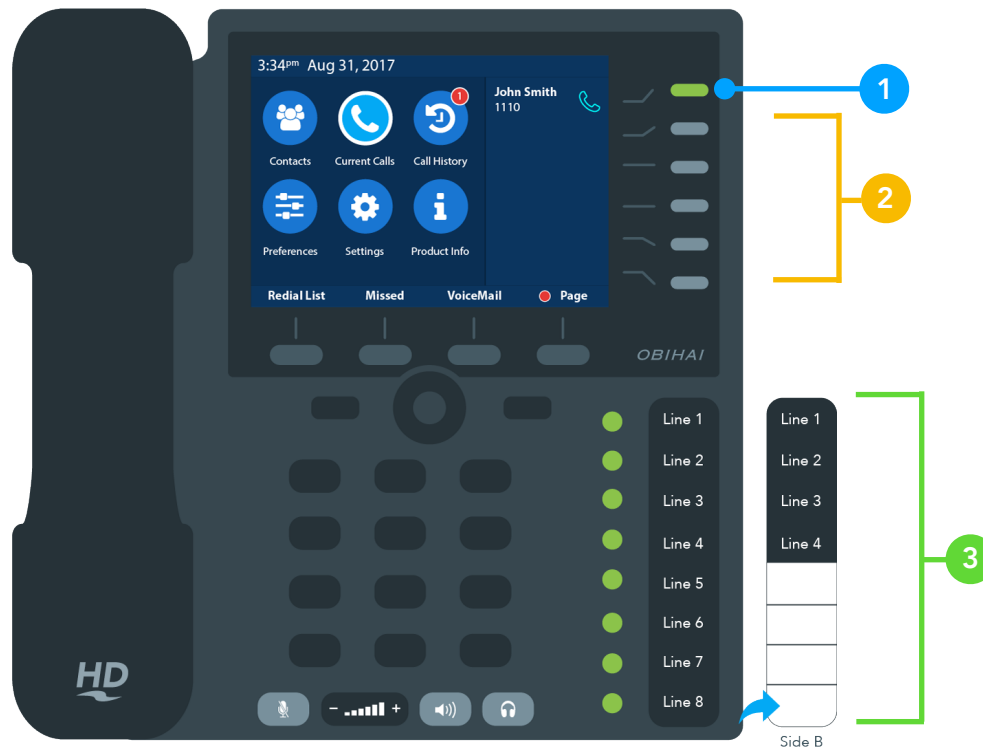 3:34pm Aug 31, 2017
John Smith
1110
1
Contacts
Current Calls
Call History
Preferences
Settings
Product Info
Redial List
Missed
VoiceMail
Page
OBIHAI
1
2
Line 1
Line 2
Line 3
Line 4
Line 5
Line 6
Line 7
Line 8
Line 1
Line 2
Line 3
Line 4
3
Side B
HD
- +